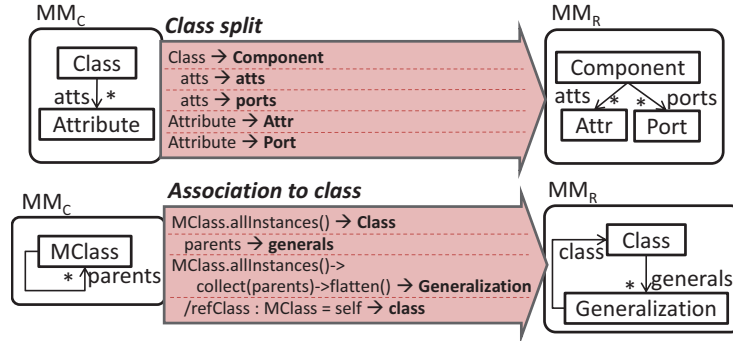 MM_C
Class split
MM_R
Class
atts *
Attribute
Class → Component
atts → atts
atts → ports
Attribute → Attr
Attribute → Port
Component
atts * * ports
Attr Port
MM_C
Association to class
MM_R
MClass
* parents
MClass.allInstances() → Class
parents → generals
MClass.allInstances()->
collect(parents)->flatten() → Generalization
/refClass : MClass = self → class
Class
class
* generals
Generalization